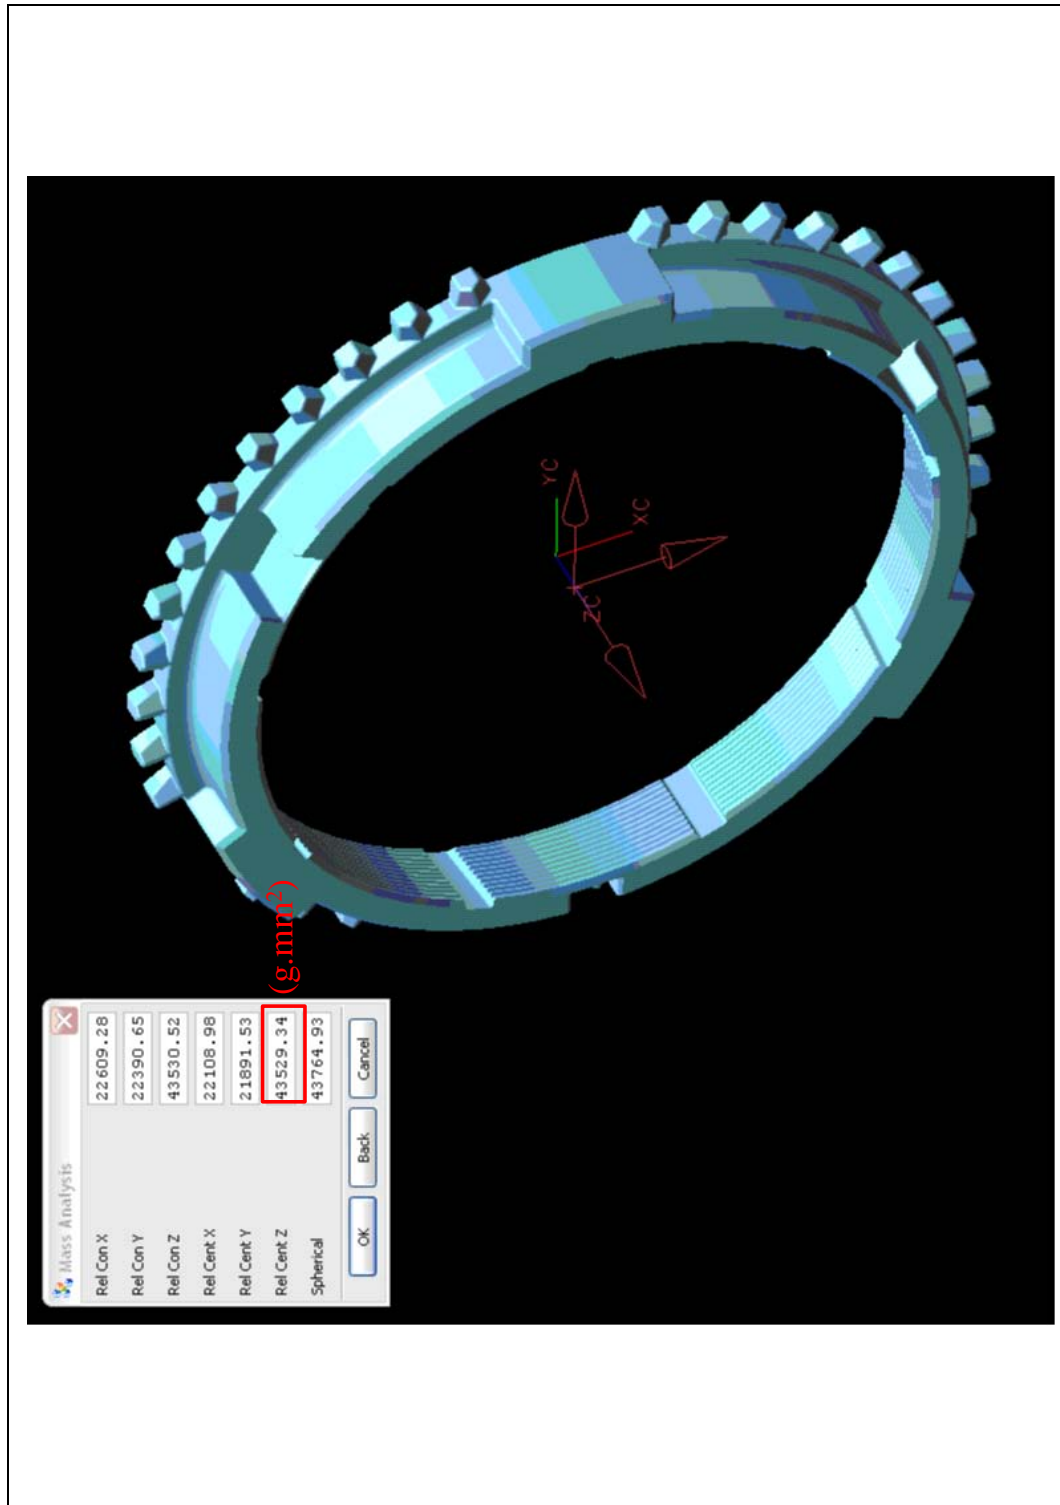 Mass Analysis
Rel Con X 22609.28
Rel Con Y 22390.65
Rel Con Z 43530.52
Rel Cent X 22108.98
Rel Cent Y 21891.53
Rel Cent Z 43529.34 (g.mm²)
Spherical 43764.93
OK Back Cancel
YC
XC
ZC